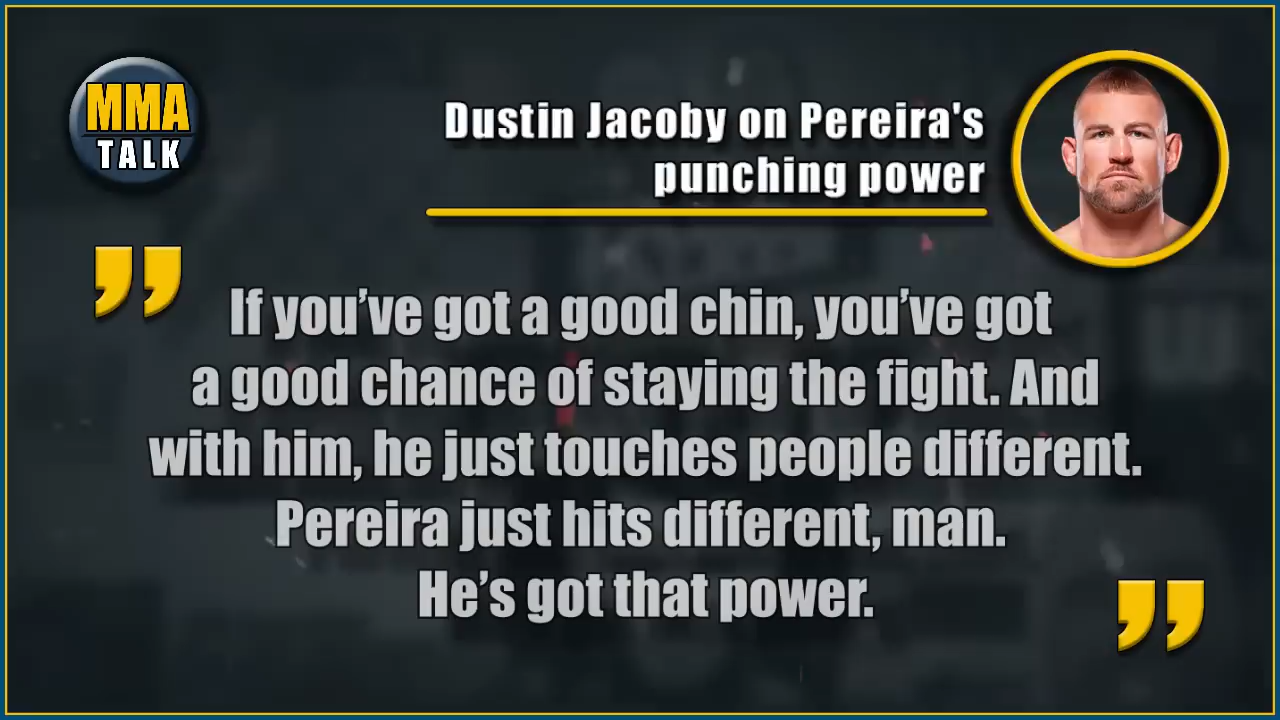 MMA
TALK
Dustin Jacoby on Pereira's
punching power
” If you’ve got a good chin, you’ve got
a good chance of staying the fight. And
with him, he just touches people different.
Pereira just hits different, man.
He’s got that power. ”